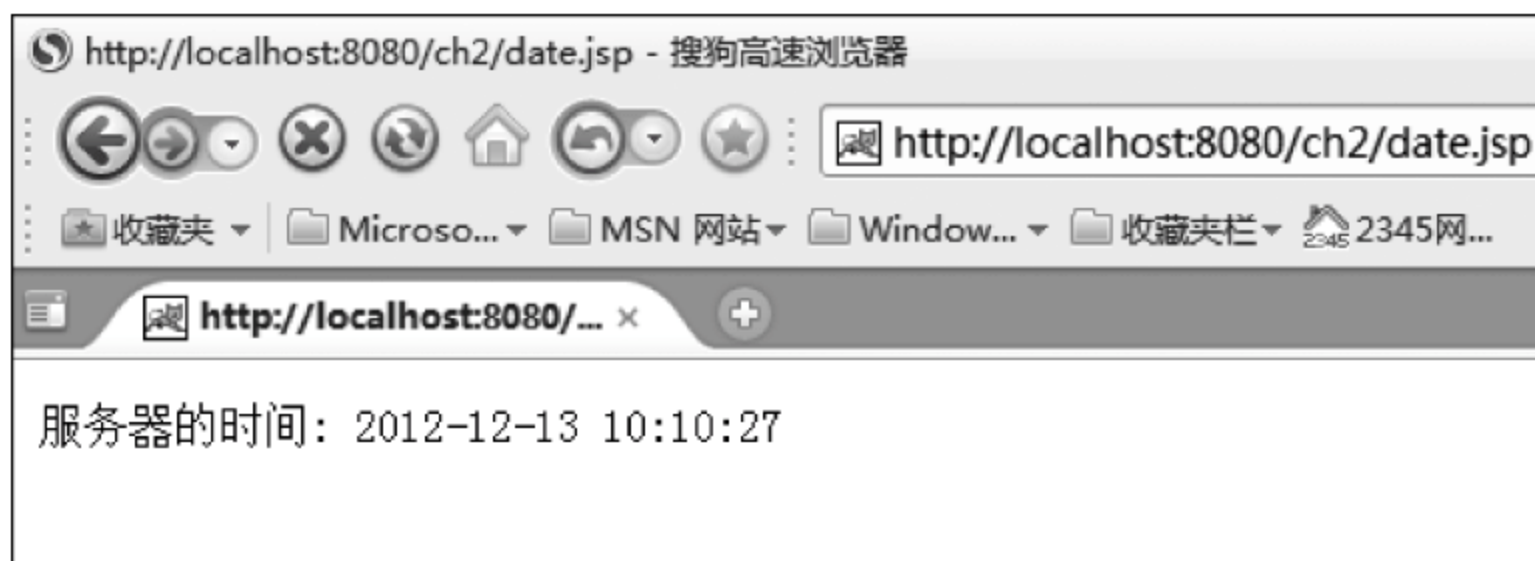 http://localhost:8080/ch2/date.jsp - 搜狗高速浏览器
http://localhost:8080/ch2/date.jsp
收藏夹 Microso... MSN 网站 Window... 收藏夹栏 2345 2345网...
http://localhost:8080/...
服务器的时间: 2012-12-13 10:10:27